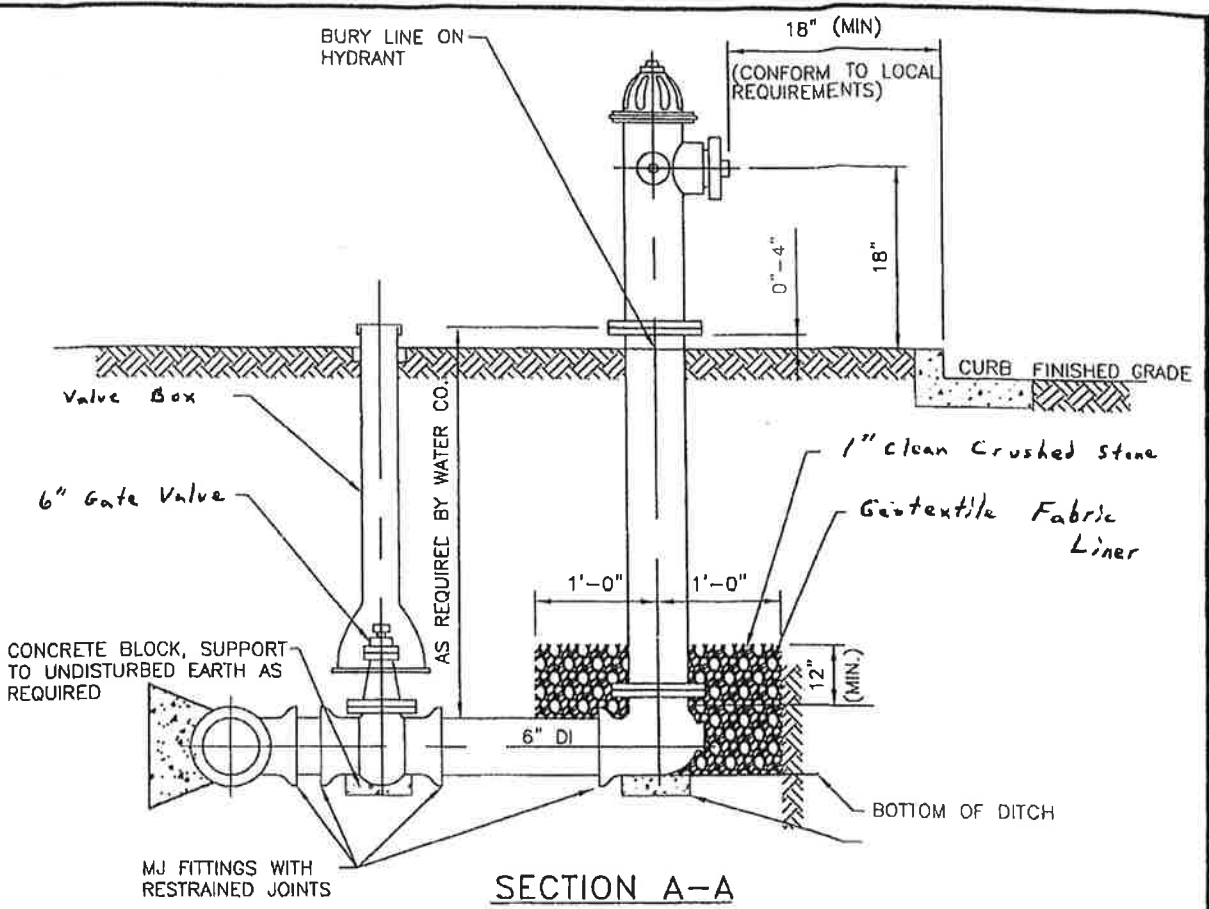 BURY LINE ON
HYDRANT
18" (MIN)
(CONFORM TO LOCAL
REQUIREMENTS)
0"-4"
18"
CURB FINISHED GRADE
Valve Box
6" Gate Valve
AS REQUIRED BY WATER CO.
1" Clean Crushed Stone
Geotextile Fabric
Liner
1'-0" 1'-0"
12"
(MIN.)
CONCRETE BLOCK, SUPPORT
TO UNDISTURBED EARTH AS
REQUIRED
6" DI
BOTTOM OF DITCH
MJ FITTINGS WITH
RESTRAINED JOINTS
SECTION A-A